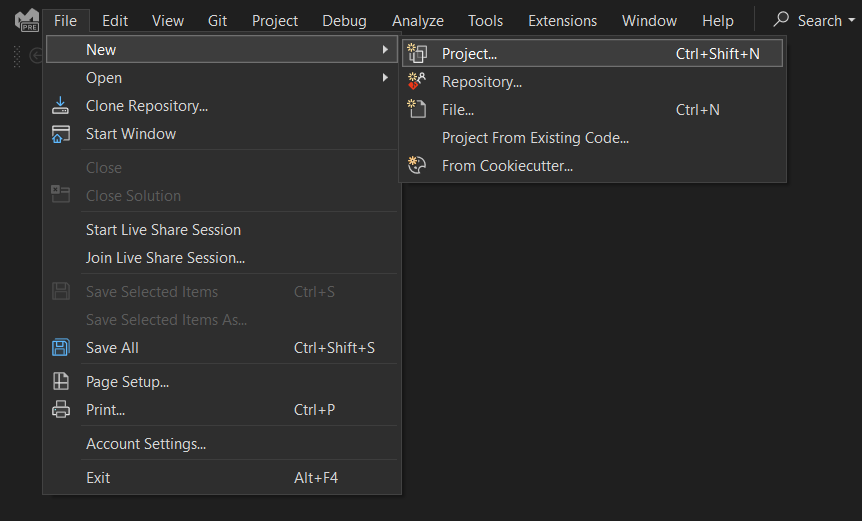 File Edit View Git Project Debug Analyze Tools Extensions Window Help Search
PRE
New
Open
Clone Repository...
Start Window
Close
Close Solution
Start Live Share Session
Join Live Share Session...
Save Selected Items Ctrl+S
Save Selected Items As...
Save All Ctrl+Shift+S
Page Setup...
Print... Ctrl+P
Account Settings...
Exit Alt+F4
Project... Ctrl+Shift+N
Repository...
File... Ctrl+N
Project From Existing Code...
From Cookiecutter...